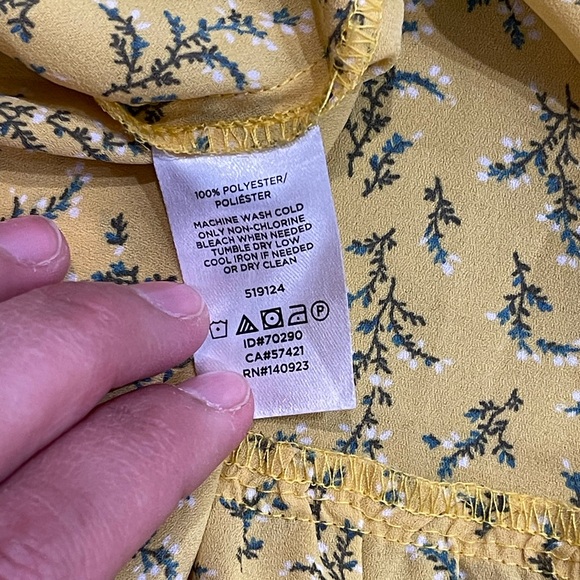 100% POLYESTER/
POLIÉSTER
MACHINE WASH COLD
ONLY NON-CHLORINE
BLEACH WHEN NEEDED
TUMBLE DRY LOW
COOL IRON IF NEEDED
OR DRY CLEAN
519124
P
ID#70290
CA#57421
RN#140923